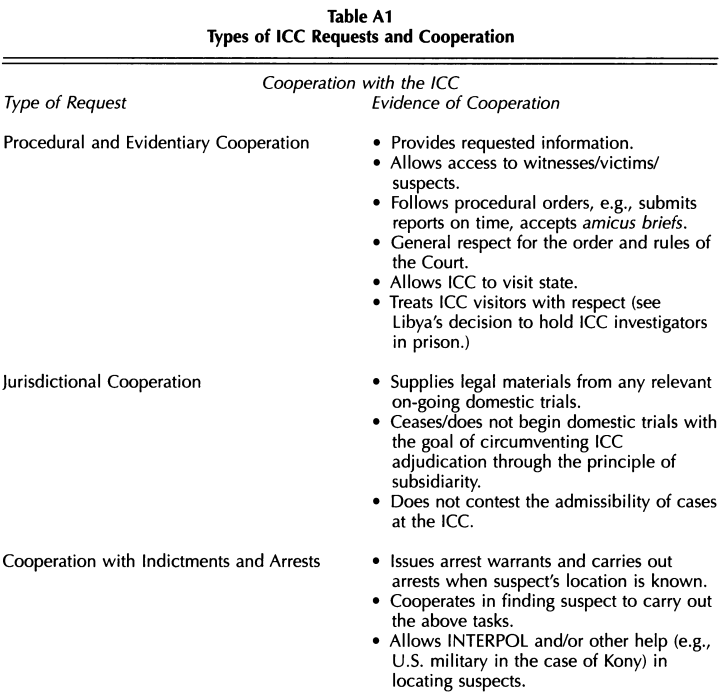 Table A1
Types of ICC Requests and Cooperation
Cooperation with the ICC
Type of Request Evidence of Cooperation
Procedural and Evidentiary Cooperation • Provides requested information.
• Allows access to witnesses/victims/
suspects.
• Follows procedural orders, e.g., submits
reports on time, accepts amicus briefs.
• General respect for the order and rules of
the Court.
• Allows ICC to visit state.
• Treats ICC visitors with respect (see
Libya's decision to hold ICC investigators
in prison.)
Jurisdictional Cooperation • Supplies legal materials from any relevant
on-going domestic trials.
• Ceases/does not begin domestic trials with
the goal of circumventing ICC
adjudication through the principle of
subsidiarity.
• Does not contest the admissibility of cases
at the ICC.
Cooperation with Indictments and Arrests • Issues arrest warrants and carries out
arrests when suspect's location is known.
• Cooperates in finding suspect to carry out
the above tasks.
• Allows INTERPOL and/or other help (e.g.,
U.S. military in the case of Kony) in
locating suspects.